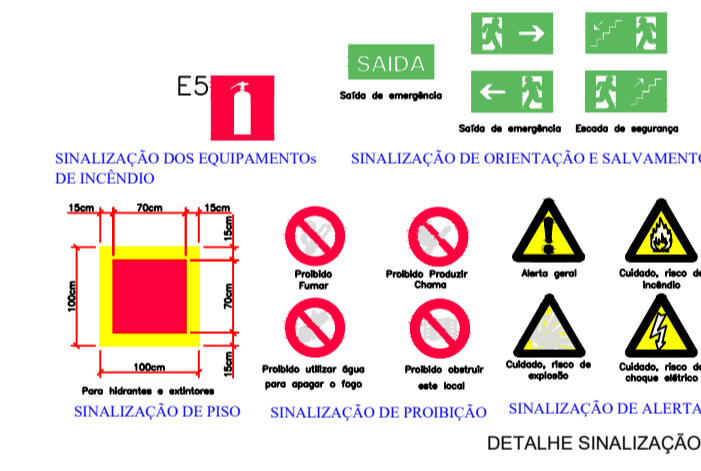 E5
SAIDA
Saída de emergência
Saída de emergência
Escada de segurança
SINALIZAÇÃO DOS EQUIPAMENTOs
DE INCÊNDIO
SINALIZAÇÃO DE ORIENTAÇÃO E SALVAMENTO
15cm
70cm
15cm
15cm
100cm
70cm
15cm
100cm
Para hidrantes e extintores
SINALIZAÇÃO DE PISO
Proibido
Fumar
Proibido Produzir
Chama
Proibido utilizar água
para apagar o fogo
Proibido obstruir
este local
SINALIZAÇÃO DE PROIBIÇÃO
Alerta geral
Cuidado, risco de
incêndio
Cuidado, risco de
explosão
Cuidado, risco de
choque elétrico
SINALIZAÇÃO DE ALERTA
DETALHE SINALIZAÇÃO